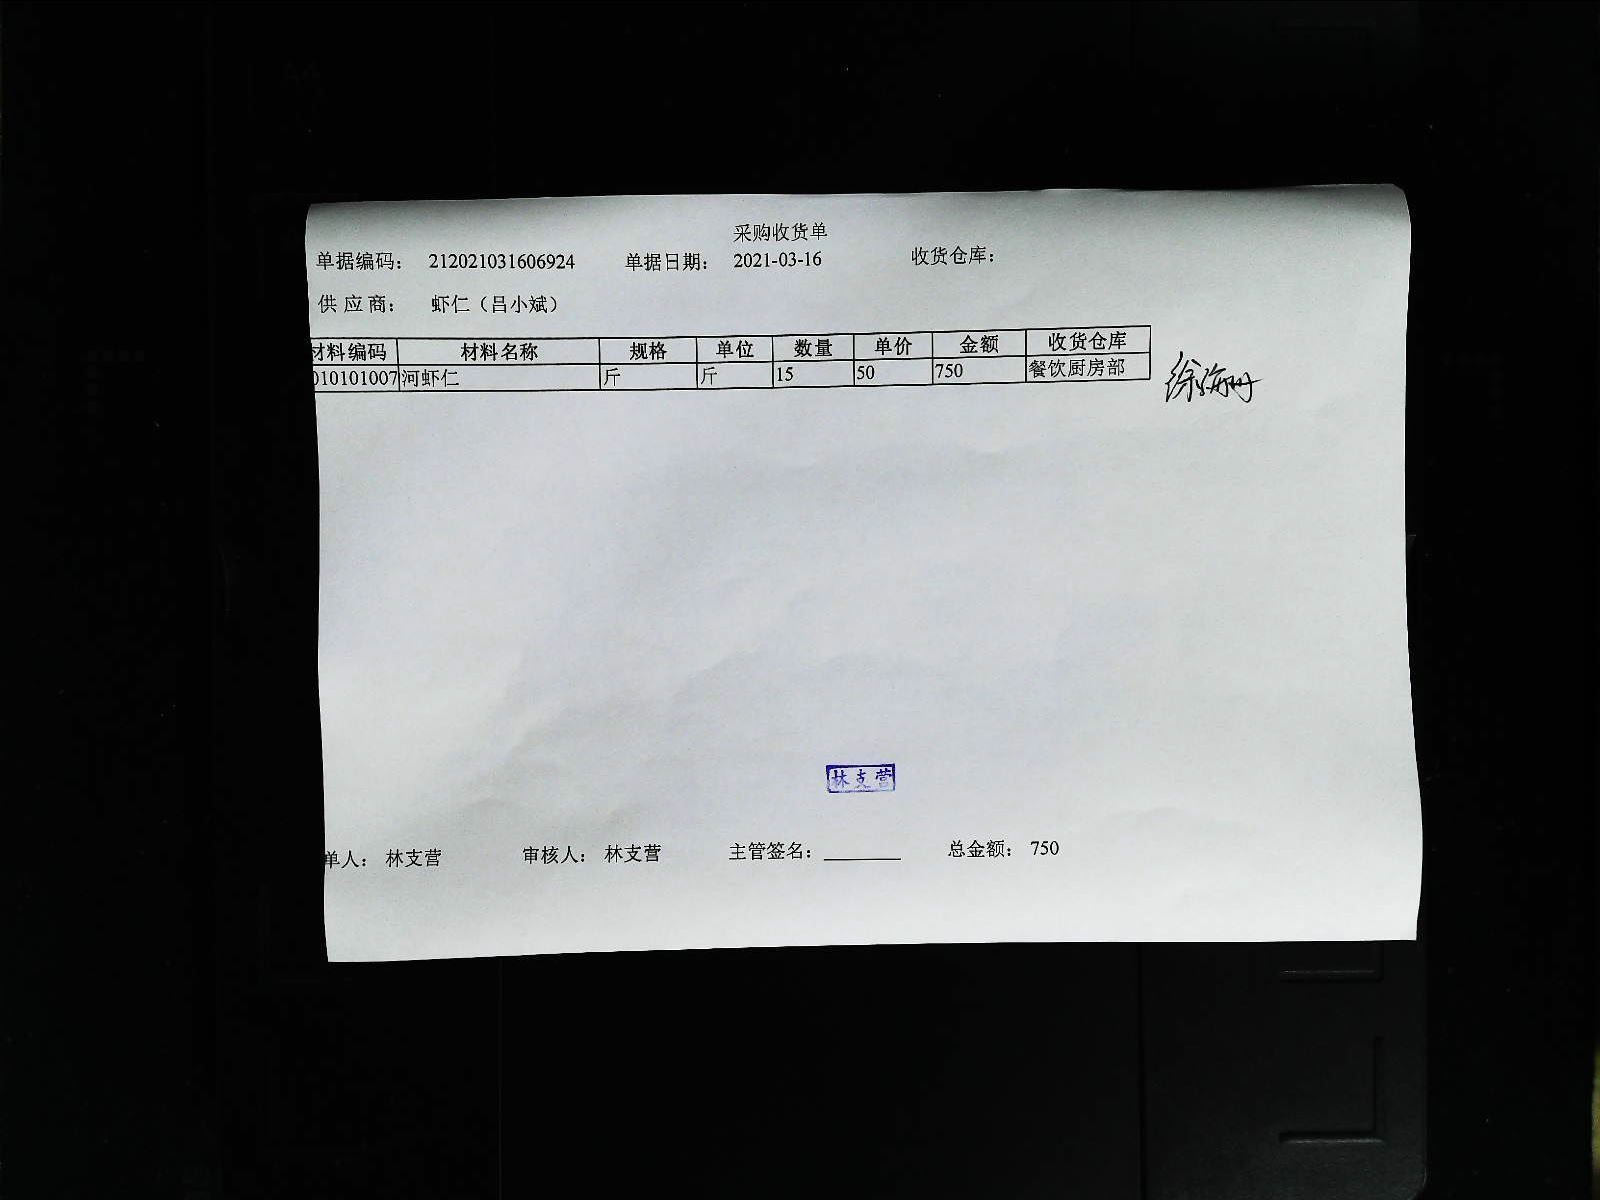 采购收货单
单据编码： 212021031606924 单据日期： 2021-03-16 收货仓库：
供应商： 虾仁（吕小斌）
材料编码 材料名称 规格 单位 数量 单价 金额 收货仓库
010101007 河虾仁 斤 斤 15 50 750 餐饮厨房部
林支营
单人： 林支营 审核人： 林支营 主管签名： 总金额： 750